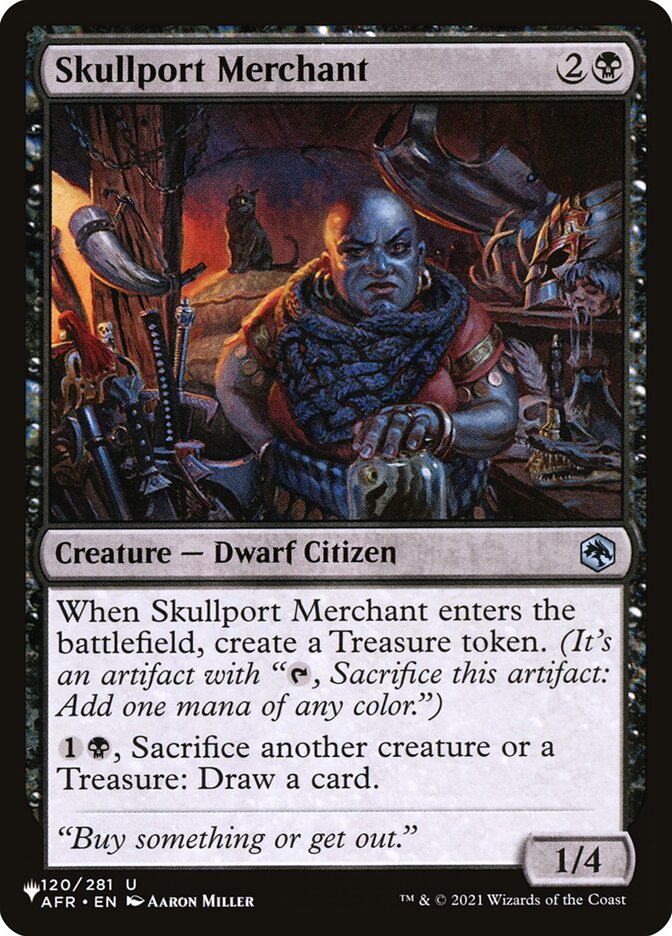 Skullport Merchant 2
Creature — Dwarf Citizen
When Skullport Merchant enters the
battlefield, create a Treasure token. (It's
an artifact with “, Sacrifice this artifact:
Add one mana of any color.”)
1, Sacrifice another creature or a
Treasure: Draw a card.
“Buy something or get out.”
1/4
120/281 U
AFR • EN Aaron Miller
™ & © 2021 Wizards of the Coast